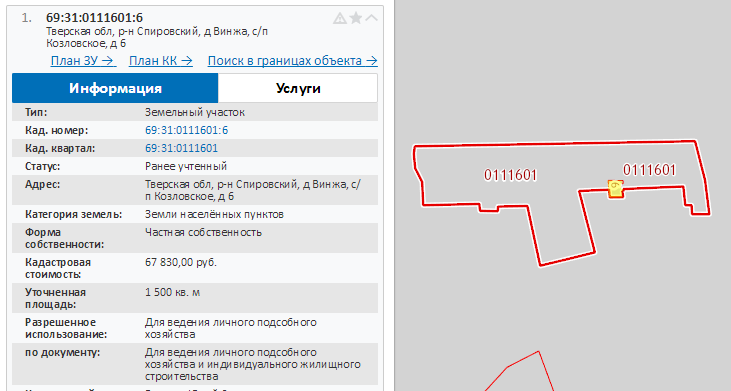 1. 69:31:0111601:6
Тверская обл, р-н Спировский, д Винжа, с/п
Козловское, д 6
План ЗУ → План КК → Поиск в границах объекта →
Информация Услуги
Тип: Земельный участок
Кад. номер: 69:31:0111601:6
Кад. квартал: 69:31:0111601
Статус: Ранее учтенный
Адрес: Тверская обл, р-н Спировский, д Винжа, с/
п Козловское, д 6
Категория земель: Земли населённых пунктов
Форма
собственности: Частная собственность
Кадастровая
стоимость: 67 830,00 руб.
Уточненная
площадь: 1 500 кв. м
Разрешенное Для ведения личного подсобного
использование: хозяйства
по документу: Для ведения личного подсобного
хозяйства и индивидуального жилищного
строительства
0111601
0111601